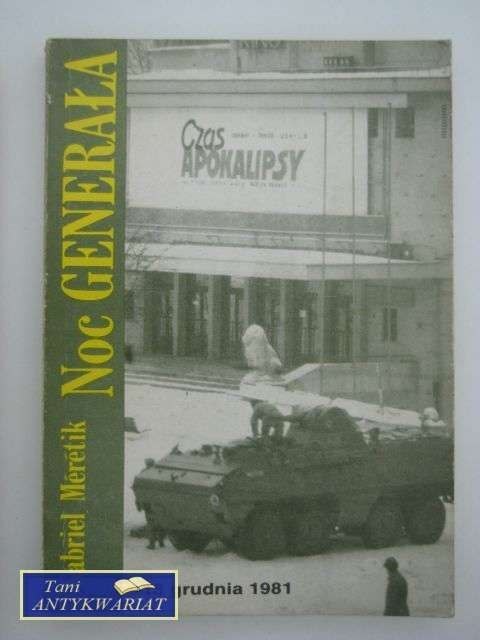 Czas
APOKALIPSY
Gabriel Meretik Noc GENERAŁA
grudnia 1981
Tani
ANTYKWARIAT